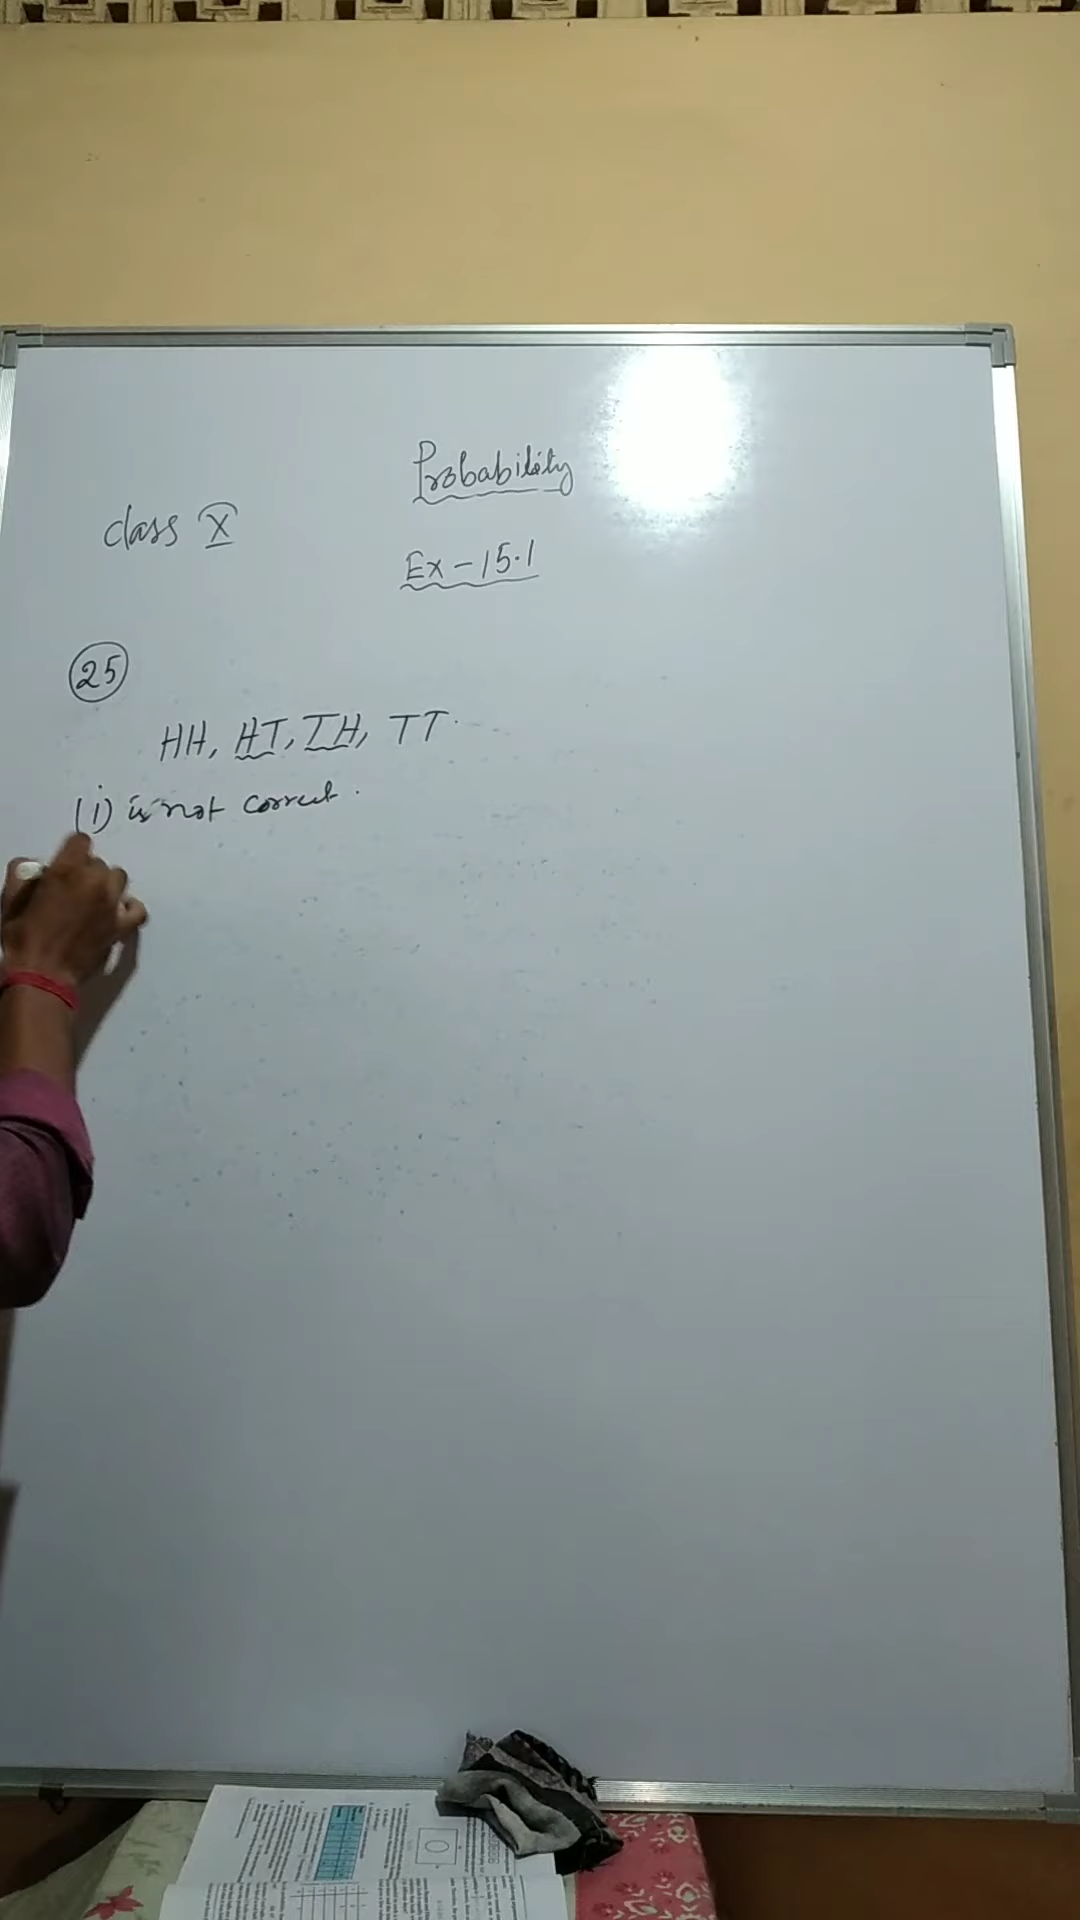 Probability
class X
Ex-15.1
25
HH, HT, TH, TT.
(i) is not correct.